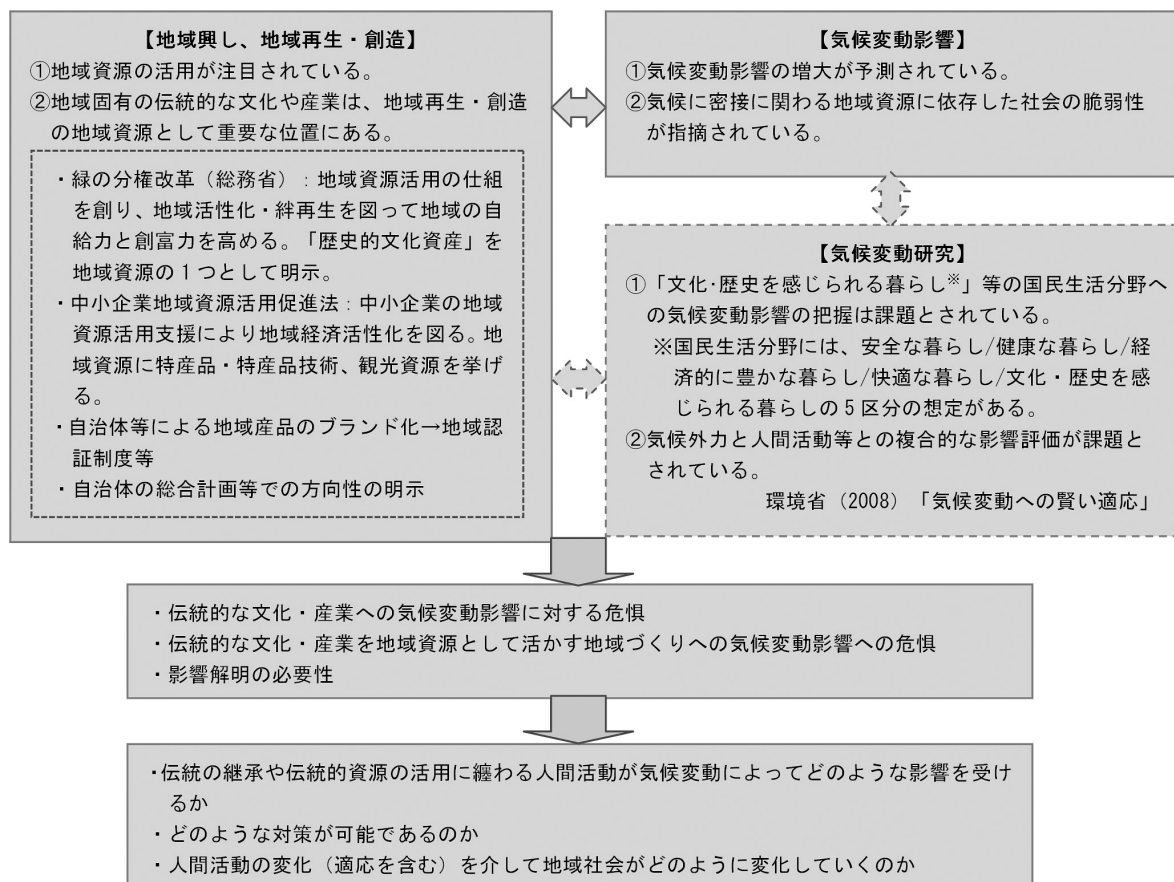 【地域興し、地域再生・創造】
①地域資源の活用が注目されている。
②地域固有の伝統的な文化や産業は、地域再生・創造
の地域資源として重要な位置にある。
・緑の分権改革（総務省）：地域資源活用の仕組
を創り、地域活性化・絆再生を図って地域の自
給力と創富力を高める。「歴史的文化資産」を
地域資源の１つとして明示。
・中小企業地域資源活用促進法：中小企業の地域
資源活用支援により地域経済活性化を図る。地
域資源に特産品・特産品技術、観光資源を挙げ
る。
・自治体等による地域産品のブランド化→地域認
証制度等
・自治体の総合計画等での方向性の明示
【気候変動影響】
①気候変動影響の増大が予測されている。
②気候に密接に関わる地域資源に依存した社会の脆弱性
が指摘されている。
【気候変動研究】
①「文化・歴史を感じられる暮らし※」等の国民生活分野へ
の気候変動影響の把握は課題とされている。
※国民生活分野には、安全な暮らし/健康な暮らし/経
済的に豊かな暮らし/快適な暮らし/文化・歴史を感
じられる暮らしの５区分の想定がある。
②気候外力と人間活動等との複合的な影響評価が課題と
されている。
環境省（2008）「気候変動への賢い適応」
・伝統的な文化・産業への気候変動影響に対する危惧
・伝統的な文化・産業を地域資源として活かす地域づくりへの気候変動影響への危惧
・影響解明の必要性
・伝統の継承や伝統的資源の活用に纏わる人間活動が気候変動によってどのような影響を受け
るか
・どのような対策が可能であるのか
・人間活動の変化（適応を含む）を介して地域社会がどのように変化していくのか